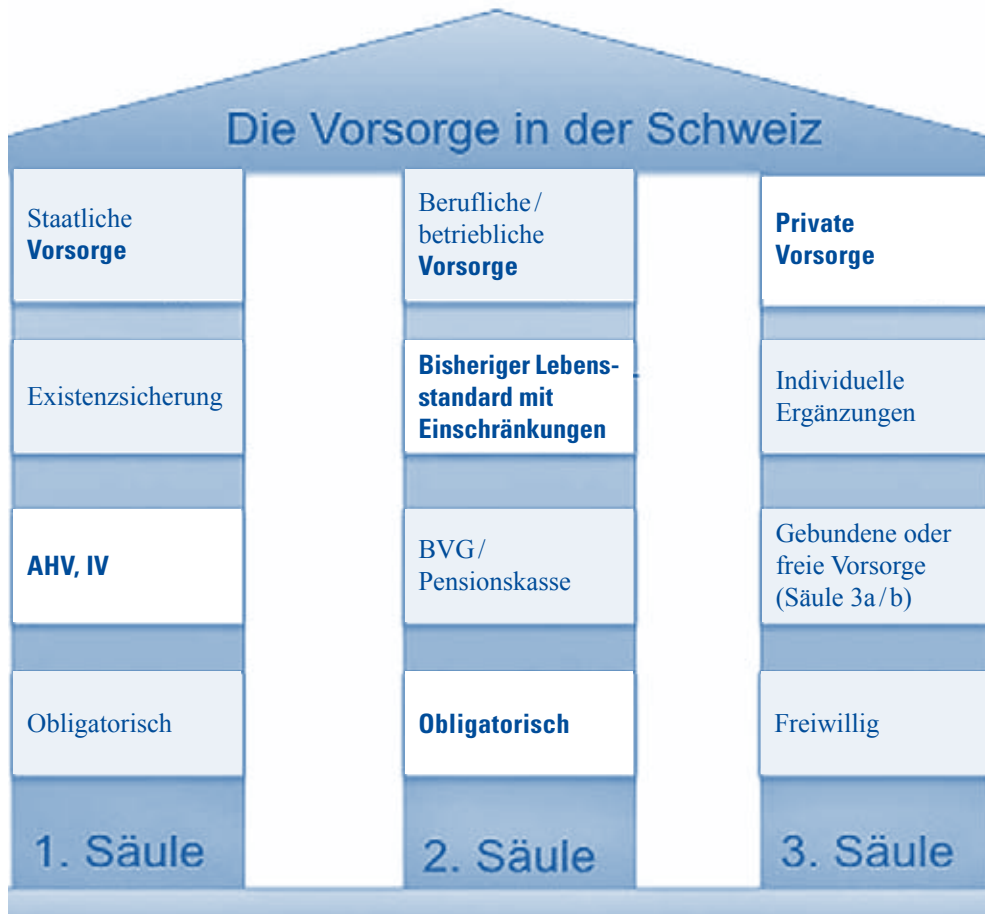 Die Vorsorge in der Schweiz
Staatliche
Vorsorge
Existenzsicherung
AHV, IV
Obligatorisch
1. Säule
Berufliche/
betriebliche
Vorsorge
Bisheriger Lebens-
standard mit
Einschränkungen
BVG/
Pensionskasse
Obligatorisch
2. Säule
Private
Vorsorge
Individuelle
Ergänzungen
Gebundene oder
freie Vorsorge
(Säule 3a/b)
Freiwillig
3. Säule